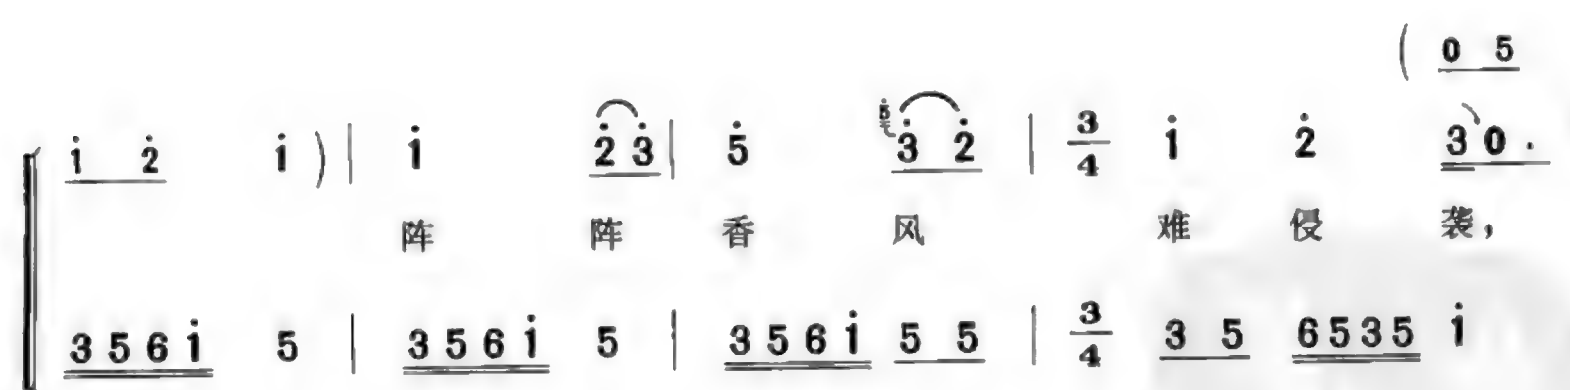 ( 0 5
i̇ 2̇ i̇ ) | i̇ 2̇ 3̇ | 5̇ 5̇ 3̇ 2̇ | 3/4 i̇ 2̇ 3 0 .
阵 阵 香 风 难 侵 袭，
3 5 6 i̇ 5 | 3 5 6 i̇ 5 | 3 5 6 i̇ 5 5 | 3/4 3 5 6 5 3 5 i̇